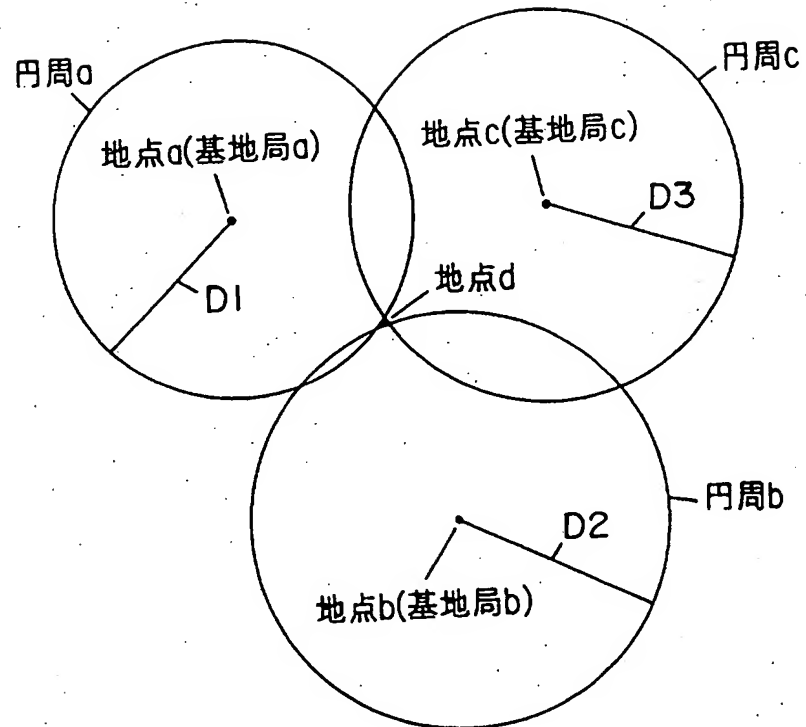 円周a
円周c
地点a(基地局a)
地点c(基地局c)
D3
地点d
D1
円周b
D2
地点b(基地局b)